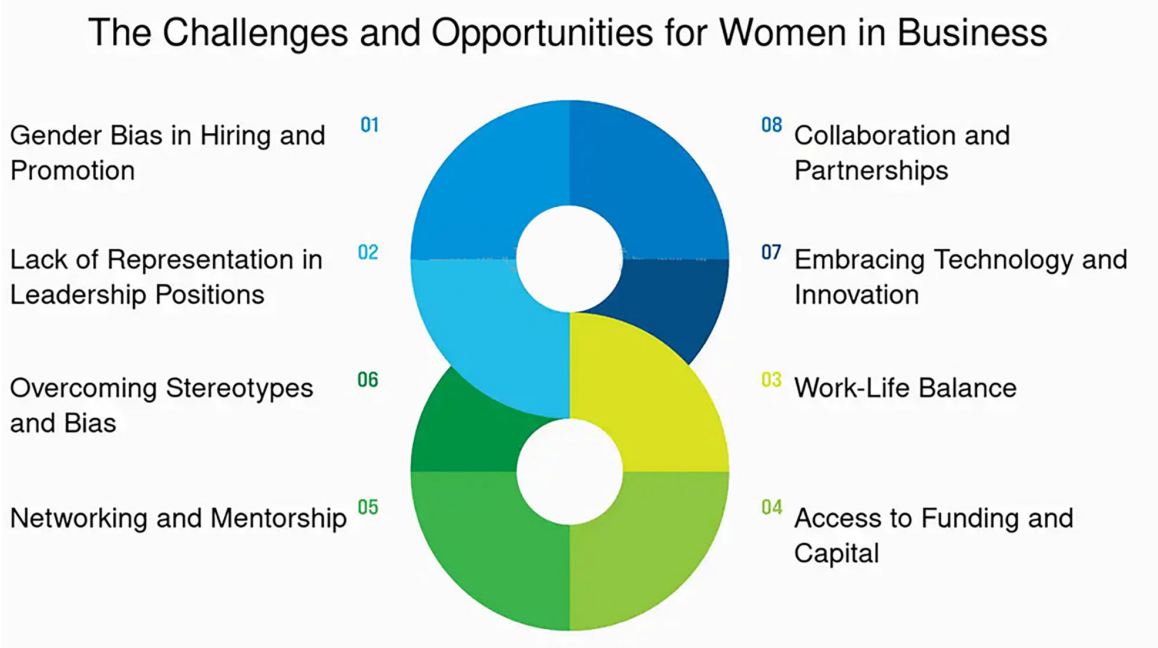 The Challenges and Opportunities for Women in Business
01
Gender Bias in Hiring and
Promotion
02
Lack of Representation in
Leadership Positions
06
Overcoming Stereotypes
and Bias
05
Networking and Mentorship
08
Collaboration and
Partnerships
07
Embracing Technology and
Innovation
03
Work-Life Balance
04
Access to Funding and
Capital